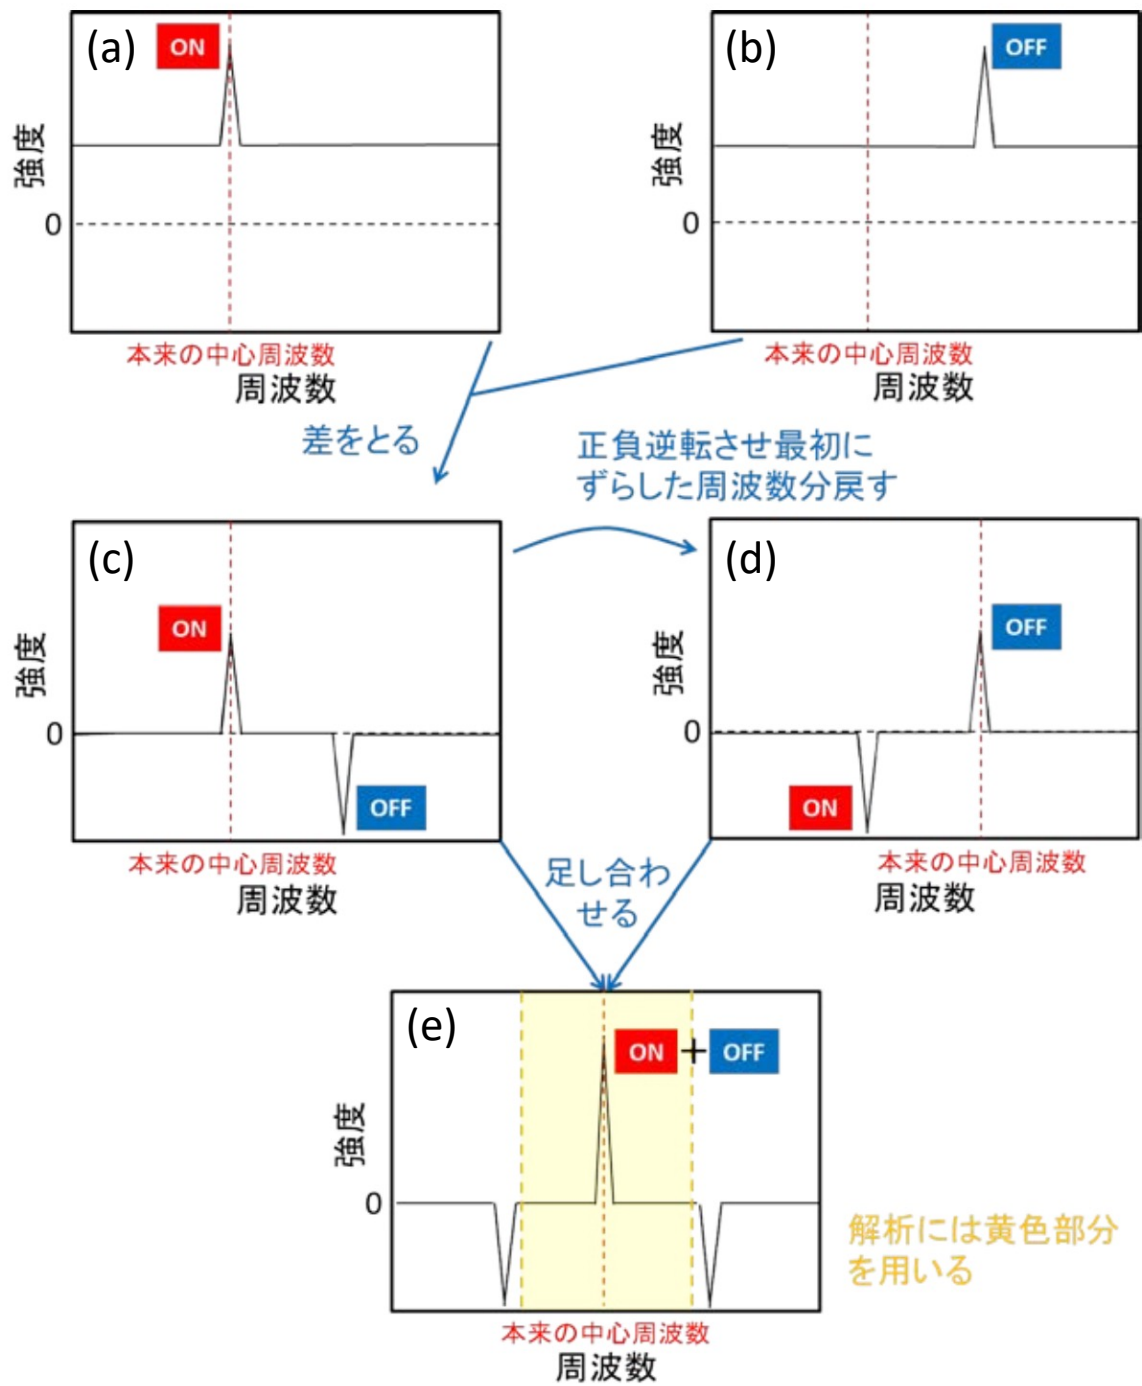 (a)
ON
強度
0
本来の中心周波数
周波数
(b)
OFF
強度
0
本来の中心周波数
周波数
差をとる
正負逆転させ最初に
ずらした周波数分戻す
(c)
ON
強度
0
OFF
本来の中心周波数
周波数
(d)
OFF
強度
0
ON
本来の中心周波数
周波数
足し合わ
せる
(e)
ON + OFF
強度
0
本来の中心周波数
周波数
解析には黄色部分
を用いる